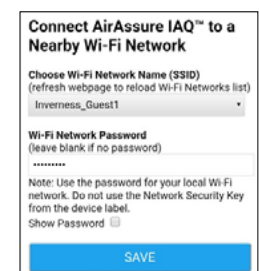 Connect AirAssure IAQ™ to a
Nearby Wi-Fi Network
Choose Wi-Fi Network Name (SSID)
(refresh webpage to reload Wi-Fi Networks list)
Inverness_Guest1
Wi-Fi Network Password
(leave blank if no password)
•••••••••
Note: Use the password for your local Wi-Fi
network. Do not use the Network Security Key
from the device label.
Show Password
SAVE